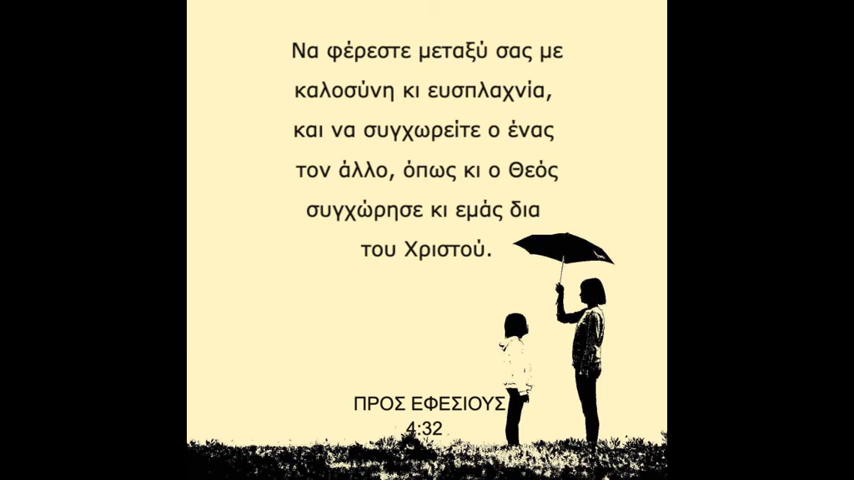 Να φέρεστε μεταξύ σας με
καλοσύνη κι ευσπλαχνία,
και να συγχωρείτε ο ένας
τον άλλο, όπως κι ο Θεός
συγχώρησε κι εμάς δια
του Χριστού.
ΠΡΟΣ ΕΦΕΣΙΟΥΣ
4:32